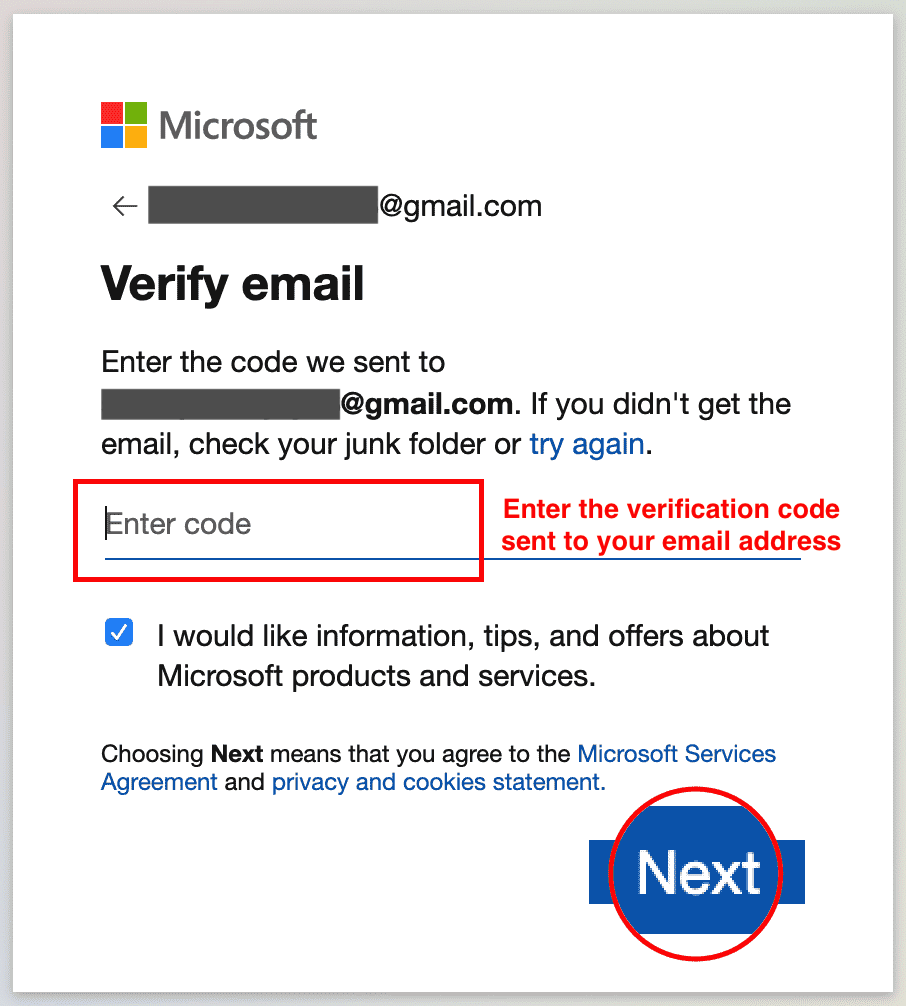 Microsoft
@gmail.com
Verify email
Enter the code we sent to
@gmail.com. If you didn't get the
email, check your junk folder or try again.
Enter code
Enter the verification code
sent to your email address
I would like information, tips, and offers about
Microsoft products and services.
Choosing Next means that you agree to the Microsoft Services
Agreement and privacy and cookies statement.
Next